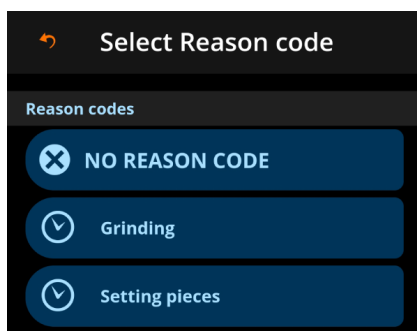 Select Reason code
Reason codes
NO REASON CODE
Grinding
Setting pieces